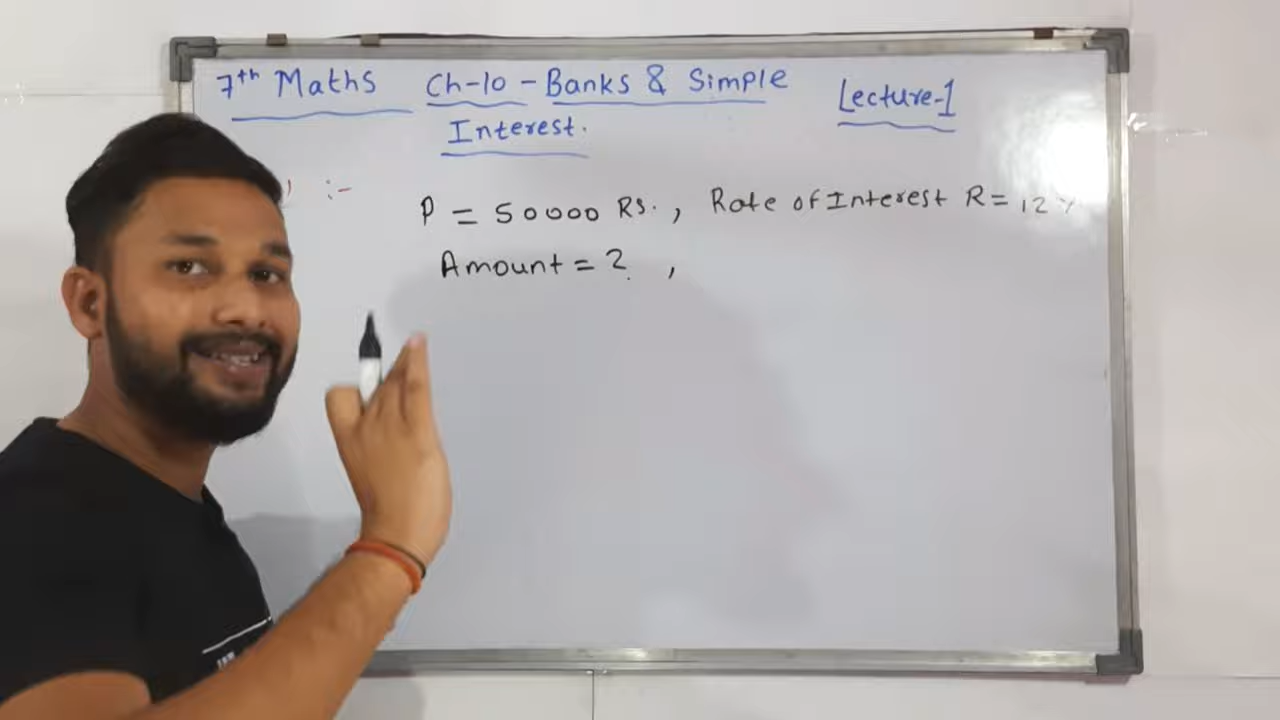 7th Maths Ch-10 - Banks & Simple Interest. Lecture-1
:-
P = 50000 Rs., Rate of Interest R = 12%
Amount = ? ,